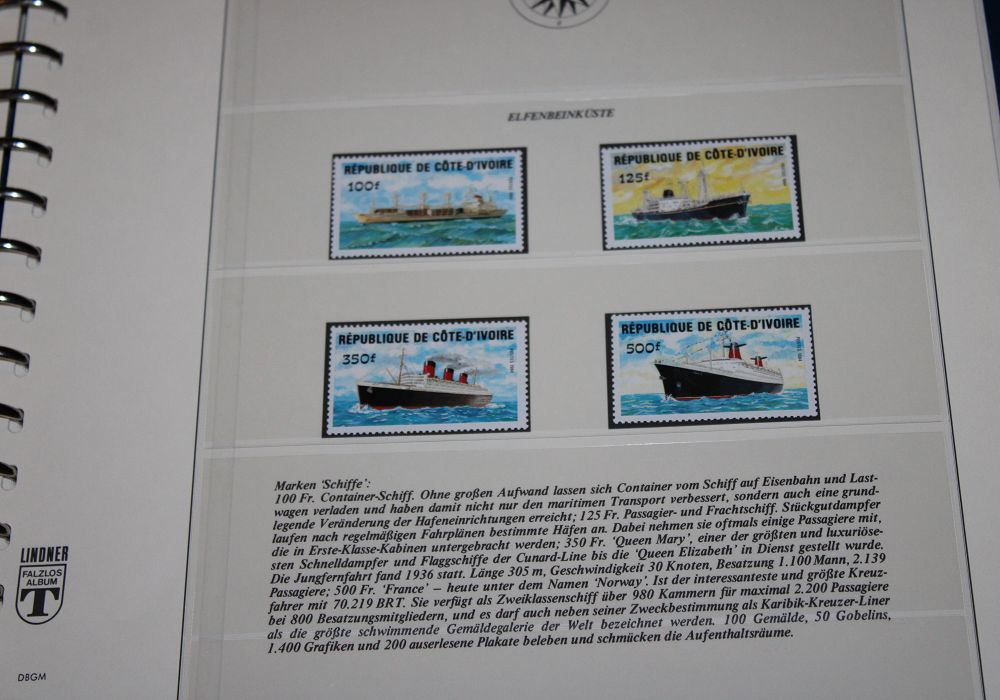 ELFENBEINKÜSTE
RÉPUBLIQUE DE CÔTE-D'IVOIRE
100f
RÉPUBLIQUE DE CÔTE-D'IVOIRE
125f
RÉPUBLIQUE DE CÔTE-D'IVOIRE
350f
RÉPUBLIQUE DE CÔTE-D'IVOIRE
500f
Marken ‘Schiffe’:
100 Fr. Container-Schiff. Ohne großen Aufwand lassen sich Container vom Schiff auf Eisenbahn und Last-
wagen verladen und haben damit nicht nur den maritimen Transport verbessert, sondern auch eine grund-
legende Veränderung der Hafeneinrichtungen erreicht; 125 Fr. Passagier- und Frachtschiff. Stückgutdampfer
laufen nach regelmäßigen Fahrplänen bestimmte Häfen an. Dabei nehmen sie oftmals einige Passagiere mit,
die in Erste-Klasse-Kabinen untergebracht werden; 350 Fr. ‘Queen Mary’, einer der größten und luxuriöse-
sten Schnelldampfer und Flaggschiffe der Cunard-Line bis die ‘Queen Elizabeth’ in Dienst gestellt wurde.
Die Jungfernfahrt fand 1936 statt. Länge 305 m, Geschwindigkeit 30 Knoten, Besatzung 1.100 Mann, 2.139
Passagiere; 500 Fr. ‘France’ – heute unter dem Namen ‘Norway’. Ist der interessanteste und größte Kreuz-
fahrer mit 70.219 BRT. Sie verfügt als Zweiklassenschiff über 980 Kammern für maximal 2.200 Passagiere
bei 800 Besatzungsmitgliedern, und es darf auch neben seiner Zweckbestimmung als Karibik-Kreuzer-Liner
als die größte schwimmende Gemäldegalerie der Welt bezeichnet werden. 100 Gemälde, 50 Gobelins,
1.400 Grafiken und 200 auserlesene Plakate beleben und schmücken die Aufenthaltsräume.
LINDNER
FALZLOS
ALBUM
T
DBGM